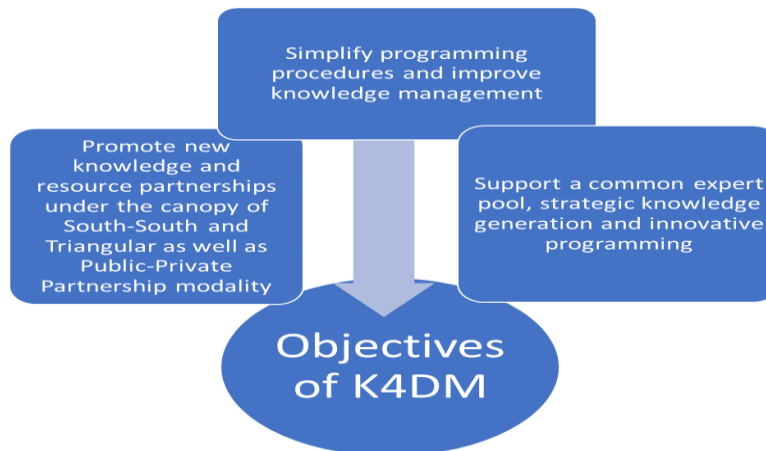 Simplify programming
procedures and improve
knowledge management
Promote new
knowledge and
resource partnerships
under the canopy of
South-South and
Triangular as well as
Public-Private
Partnership modality
Support a common expert
pool, strategic knowledge
generation and innovative
programming
Objectives
of K4DM